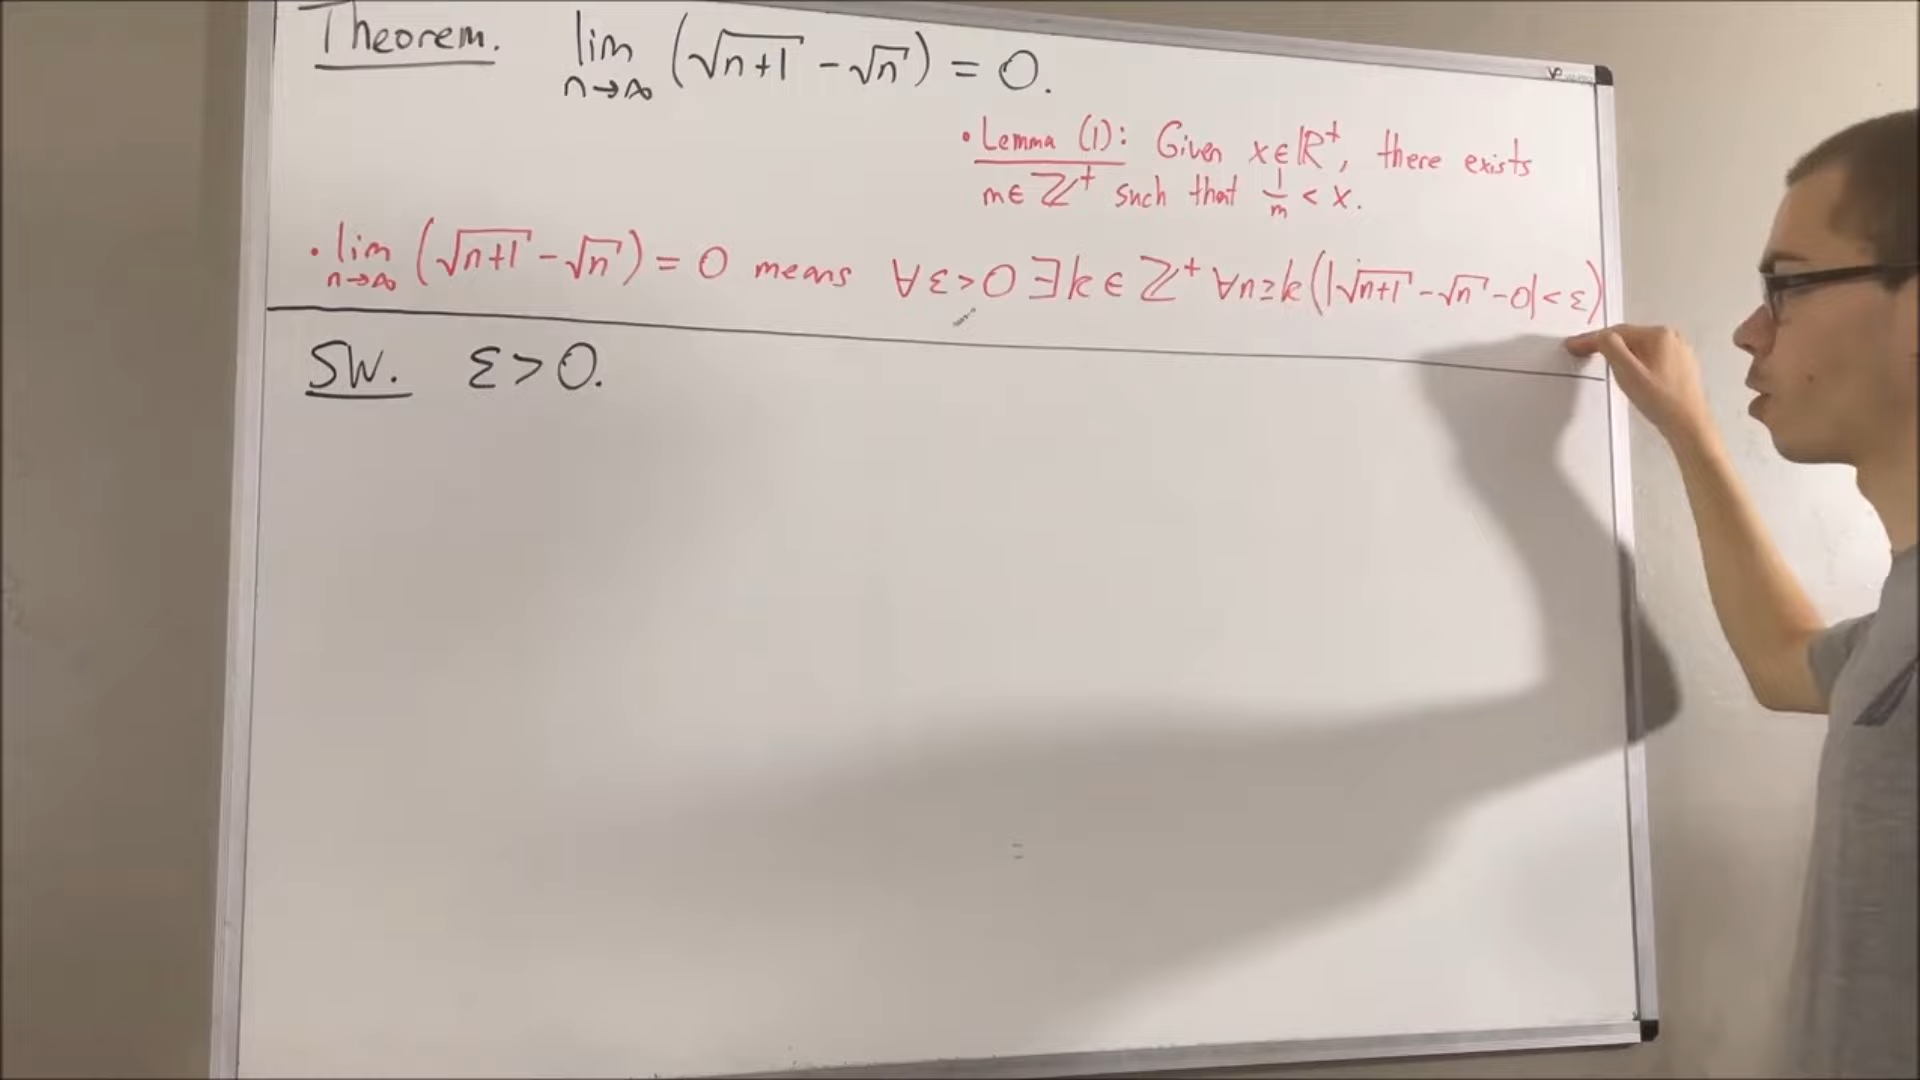 Theorem. lim n→∞ (√n+1 - √n) = 0.
• Lemma (1): Given x∈ℝ⁺, there exists
m∈ℤ⁺ such that 1/m < x.
• lim n→∞ (√n+1 - √n) = 0 means ∀ε>0 ∃k∈ℤ⁺ ∀n≥k (|√n+1 - √n - 0| < ε)
SW. ε>0.